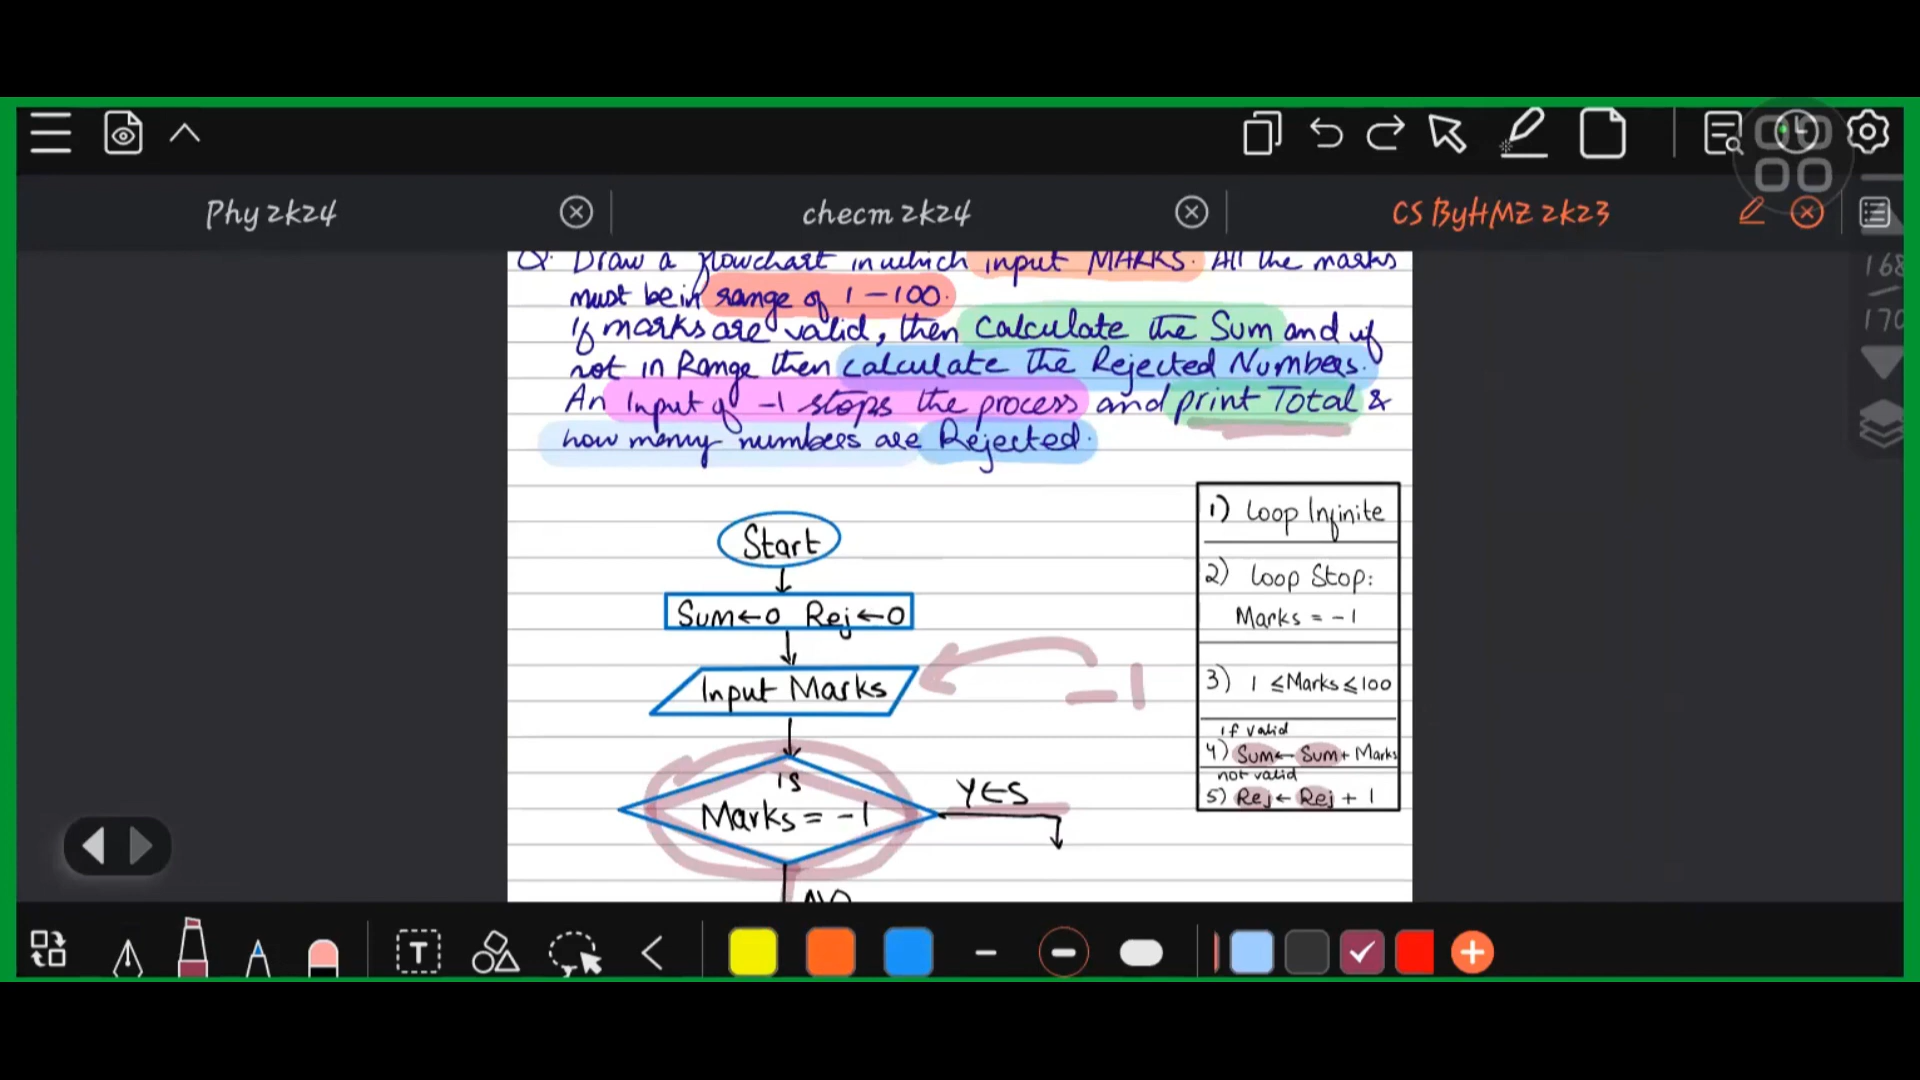 Phy 2k24
checm 2k24
CS ByHMZ 2k23
168
170
Q. Draw a flowchart in which input MARKS. All the marks
must be in range of 1 - 100.
If marks are valid, then Calculate the Sum and if
not in Range then calculate the Rejected Numbers.
An Input of -1 stops the process and print Total &
how many numbers are Rejected.
Start
Sum←0 Rej←0
Input Marks
-1
is
Marks = -1
YES
NO
1) Loop Infinite
2) Loop Stop:
Marks = -1
3) 1 ≤Marks≤100
if valid
4) Sum← Sum+ Marks
not valid
5) Rej← Rej + 1
T